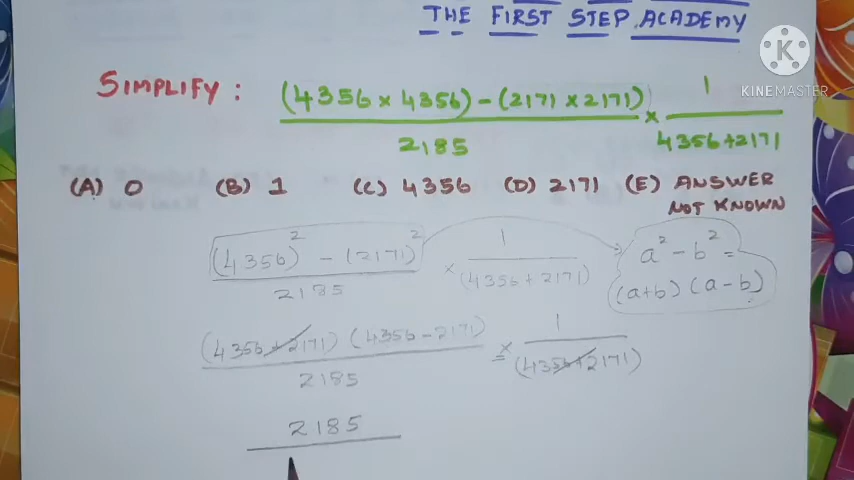 THE FIRST STEP ACADEMY
K
KINEMASTER
SIMPLIFY : (4356 × 4356) - (2171 × 2171) / 2185 × 1 / 4356+2171
(A) 0 (B) 1 (C) 4356 (D) 2171 (E) ANSWER NOT KNOWN
(4356)² - (2171)² / 2185 × 1 / (4356+2171)
a² - b² =
(a+b) (a-b)
(4356+2171) (4356-2171) / 2185 × 1 / (4356+2171)
2185